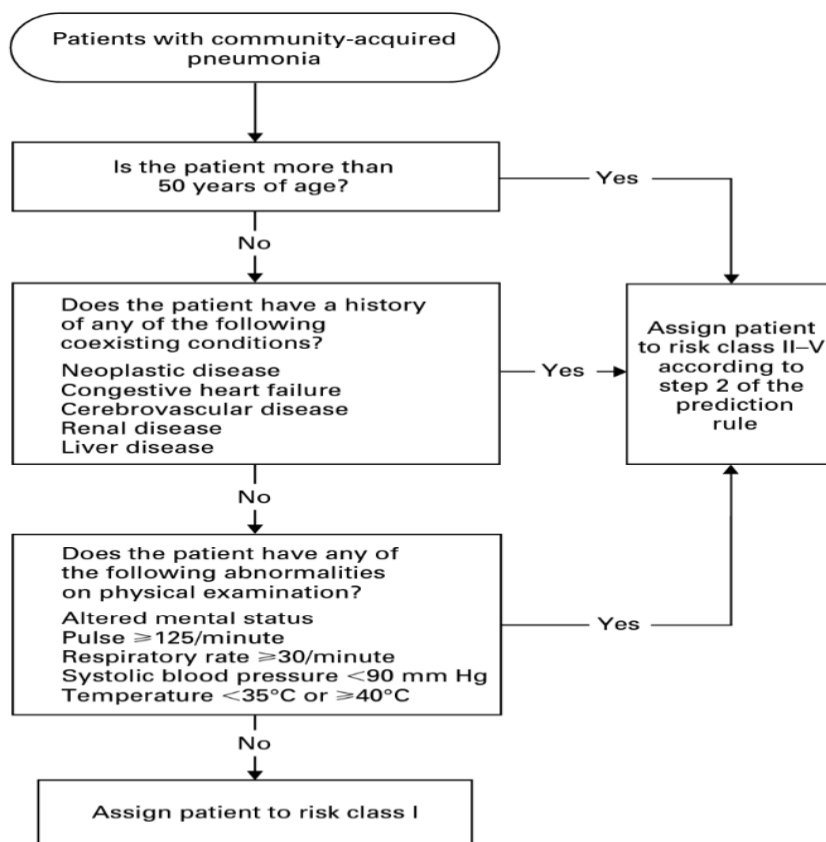 Patients with community-acquired
pneumonia
Is the patient more than
50 years of age?
Yes
No
Does the patient have a history
of any of the following
coexisting conditions?
Neoplastic disease
Congestive heart failure
Cerebrovascular disease
Renal disease
Liver disease
Yes
Assign patient
to risk class II–V
according to
step 2 of the
prediction
rule
No
Does the patient have any of
the following abnormalities
on physical examination?
Altered mental status
Pulse ⩾125/minute
Respiratory rate ⩾30/minute
Systolic blood pressure <90 mm Hg
Temperature <35°C or ⩾40°C
Yes
No
Assign patient to risk class I